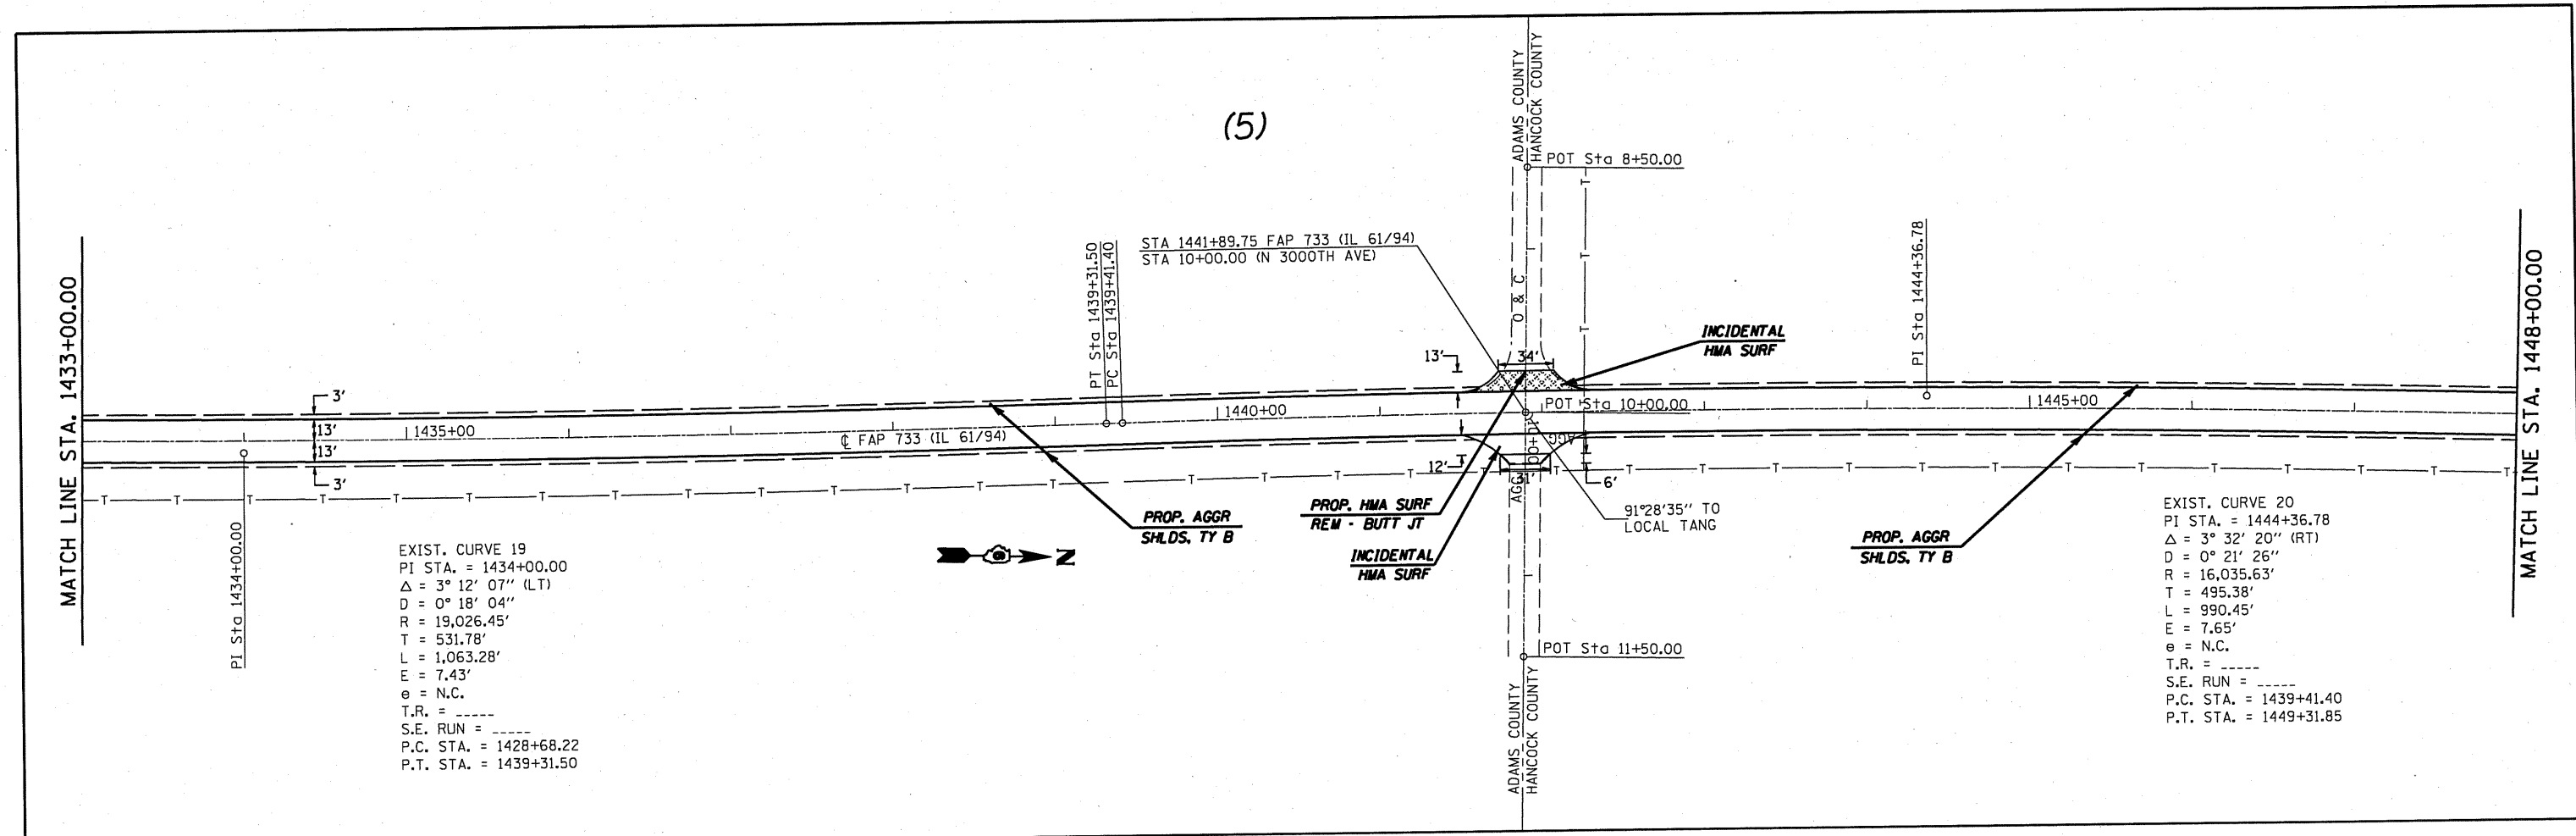 (5)
ADAMS COUNTY
HANCOCK COUNTY
POT Sta 8+50.00
STA 1441+89.75 FAP 733 (IL 61/94)
STA 10+00.00 (N 3000TH AVE)
MATCH LINE STA. 1433+00.00
PT Sta 1439+31.50
PC Sta 1439+41.40
O & C
INCIDENTAL
HMA SURF
PI Sta 1444+36.78
MATCH LINE STA. 1448+00.00
13'
34'
3'
13'
13'
3'
1435+00
℄ FAP 733 (IL 61/94)
1440+00
POT Sta 10+00.00
1445+00
AGG
12'
31'
6'
AGG
PI Sta 1434+00.00
PROP. AGGR
SHLDS, TY B
PROP. HMA SURF
REM - BUTT JT
INCIDENTAL
HMA SURF
91°28'35" TO
LOCAL TANG
PROP. AGGR
SHLDS, TY B
N
EXIST. CURVE 19
PI STA. = 1434+00.00
Δ = 3° 12' 07" (LT)
D = 0° 18' 04"
R = 19,026.45'
T = 531.78'
L = 1,063.28'
E = 7.43'
e = N.C.
T.R. = _____
S.E. RUN = _____
P.C. STA. = 1428+68.22
P.T. STA. = 1439+31.50
EXIST. CURVE 20
PI STA. = 1444+36.78
Δ = 3° 32' 20" (RT)
D = 0° 21' 26"
R = 16,035.63'
T = 495.38'
L = 990.45'
E = 7.65'
e = N.C.
T.R. = _____
S.E. RUN = _____
P.C. STA. = 1439+41.40
P.T. STA. = 1449+31.85
POT Sta 11+50.00
ADAMS COUNTY
HANCOCK COUNTY